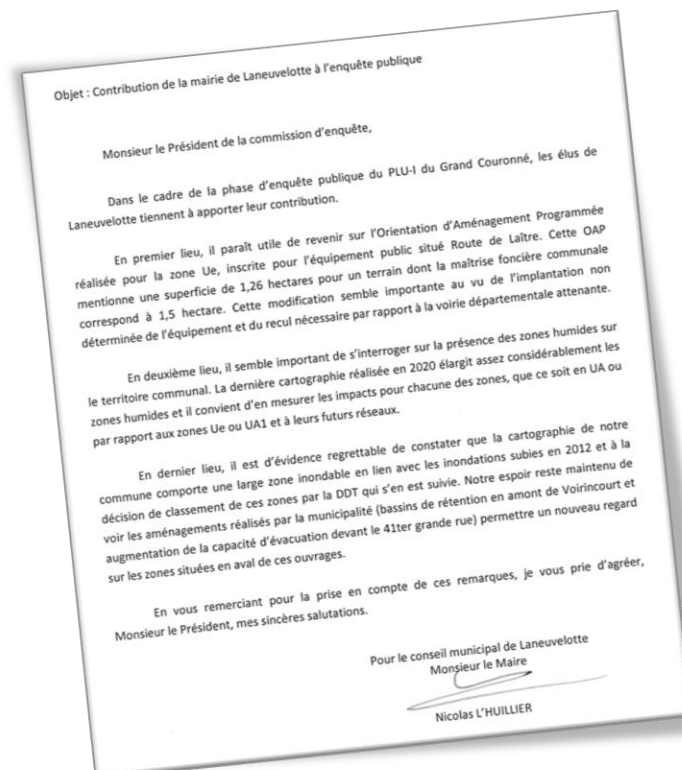 Objet : Contribution de la mairie de Laneuvelotte à l'enquête publique
Monsieur le Président de la commission d'enquête,
Dans le cadre de la phase d'enquête publique du PLU-I du Grand Couronné, les élus de
Laneuvelotte tiennent à apporter leur contribution.
En premier lieu, il paraît utile de revenir sur l'Orientation d'Aménagement Programmée
réalisée pour la zone Ue, inscrite pour l'équipement public situé Route de Laître. Cette OAP
mentionne une superficie de 1,26 hectares pour un terrain dont la maîtrise foncière communale
correspond à 1,5 hectare. Cette modification semble importante au vu de l'implantation non
déterminée de l'équipement et du recul nécessaire par rapport à la voirie départementale attenante.
En deuxième lieu, il semble important de s'interroger sur la présence des zones humides sur
le territoire communal. La dernière cartographie réalisée en 2020 élargit assez considérablement les
zones humides et il convient d'en mesurer les impacts pour chacune des zones, que ce soit en UA ou
par rapport aux zones Ue ou UA1 et à leurs futurs réseaux.
En dernier lieu, il est d'évidence regrettable de constater que la cartographie de notre
commune comporte une large zone inondable en lien avec les inondations subies en 2012 et à la
décision de classement de ces zones par la DDT qui s'en est suivie. Notre espoir reste maintenu de
voir les aménagements réalisés par la municipalité (bassins de rétention en amont de Voirincourt et
augmentation de la capacité d'évacuation devant le 41ter grande rue) permettre un nouveau regard
sur les zones situées en aval de ces ouvrages.
En vous remerciant pour la prise en compte de ces remarques, je vous prie d'agréer,
Monsieur le Président, mes sincères salutations.
Pour le conseil municipal de Laneuvelotte
Monsieur le Maire
Nicolas L'HUILLIER